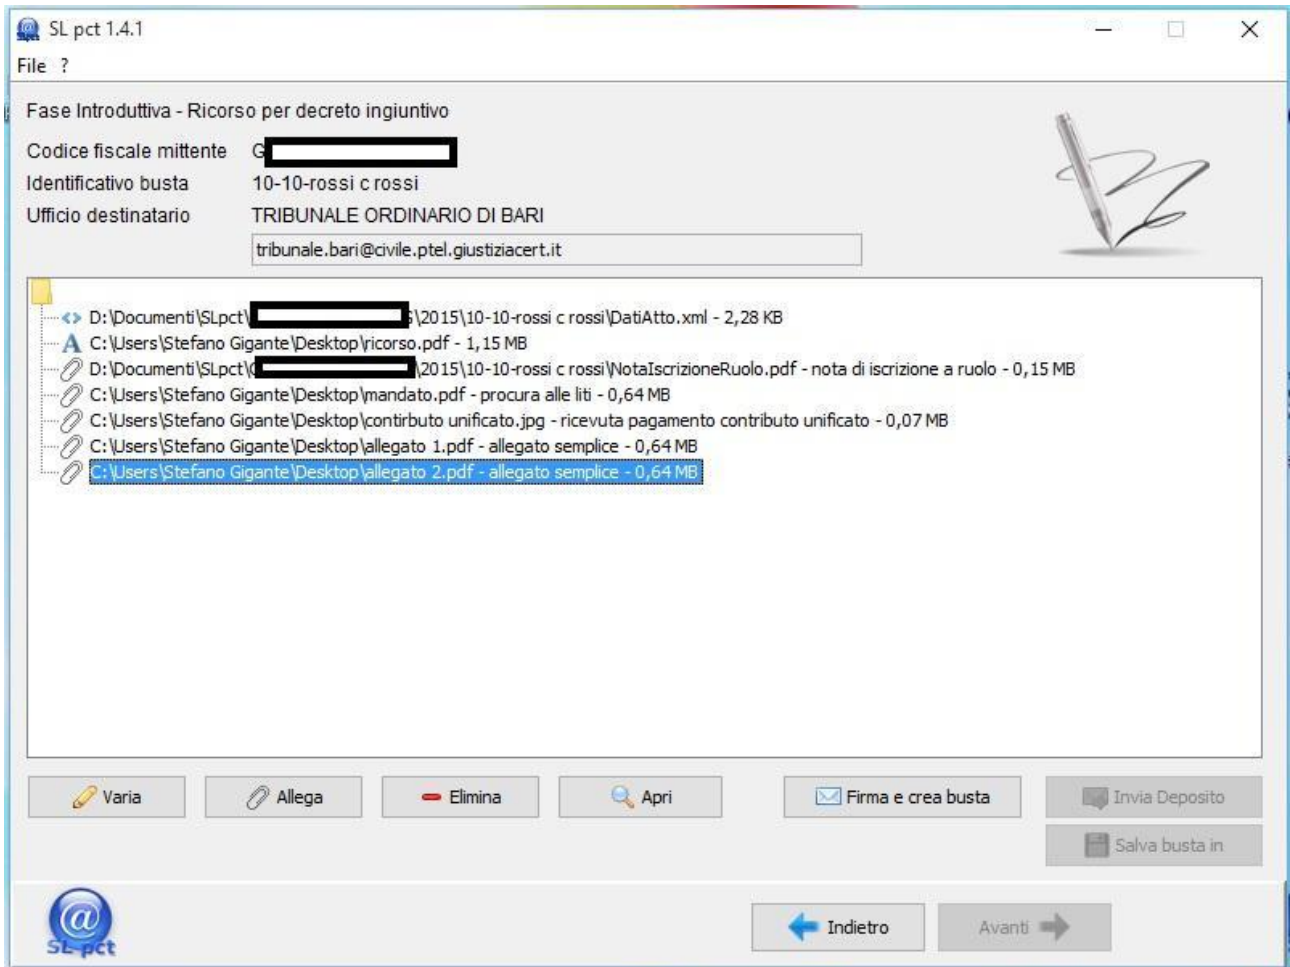 SL pct 1.4.1
File ?
Fase Introduttiva - Ricorso per decreto ingiuntivo
Codice fiscale mittente G
Identificativo busta 10-10-rossi c rossi
Ufficio destinatario TRIBUNALE ORDINARIO DI BARI
tribunale.bari@civile.ptel.giustiziacert.it
<> D:\Documenti\SLpct\ \2015\10-10-rossi c rossi\DatiAtto.xml - 2,28 KB
A C:\Users\Stefano Gigante\Desktop\ricorso.pdf - 1,15 MB
D:\Documenti\SLpct\ \2015\10-10-rossi c rossi\NotaIscrizioneRuolo.pdf - nota di iscrizione a ruolo - 0,15 MB
C:\Users\Stefano Gigante\Desktop\mandato.pdf - procura alle liti - 0,64 MB
C:\Users\Stefano Gigante\Desktop\contirbuto unificato.jpg - ricevuta pagamento contributo unificato - 0,07 MB
C:\Users\Stefano Gigante\Desktop\allegato 1.pdf - allegato semplice - 0,64 MB
C:\Users\Stefano Gigante\Desktop\allegato 2.pdf - allegato semplice - 0,64 MB
Varia Allega Elimina Apri Firma e crea busta Invia Deposito
Salva busta in
@ SL pct Indietro Avanti